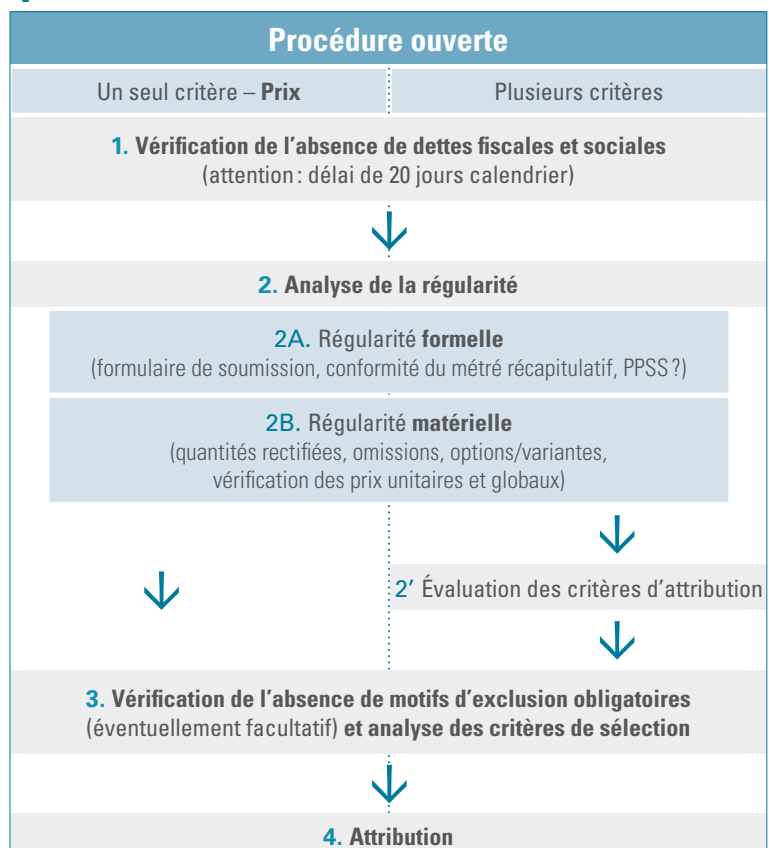 Procédure ouverte
Un seul critère – Prix
Plusieurs critères
1. Vérification de l’absence de dettes fiscales et sociales
(attention : délai de 20 jours calendrier)
2. Analyse de la régularité
2A. Régularité formelle
(formulaire de soumission, conformité du métré récapitulatif, PPSS ?)
2B. Régularité matérielle
(quantités rectifiées, omissions, options/variantes,
vérification des prix unitaires et globaux)
2’ Évaluation des critères d’attribution
3. Vérification de l’absence de motifs d’exclusion obligatoires
(éventuellement facultatif) et analyse des critères de sélection
4. Attribution